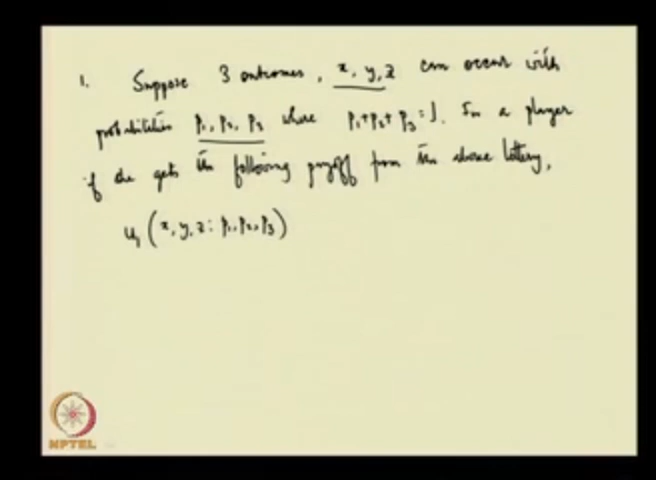 1. Suppose 3 outcomes, x, y, z can occur with
probabilities p₁, p₂, p₃ where p₁+p₂+p₃=1. For a player
if she gets the following payoff from the above lottery,
u₁(x, y, z: p₁, p₂, p₃)
NPTEL